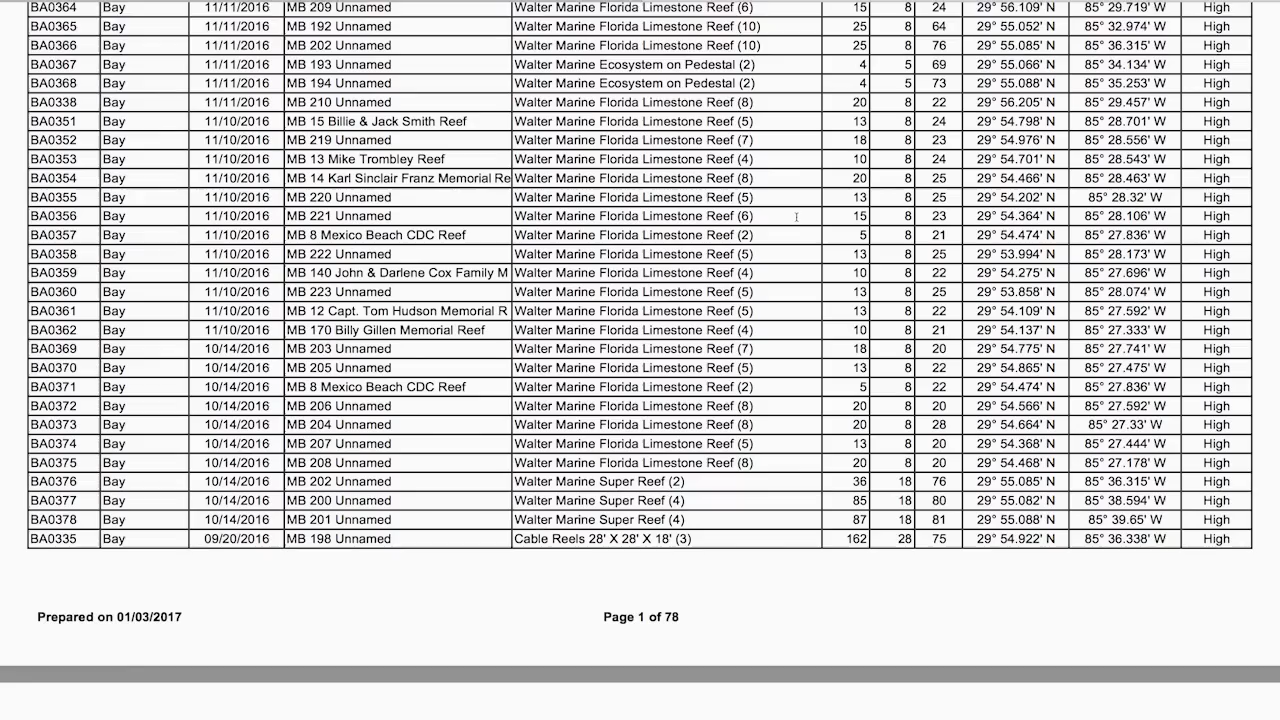 BA0364 Bay 11/11/2016 MB 209 Unnamed Walter Marine Florida Limestone Reef (6) 15 8 24 29° 56.109' N 85° 29.719' W High
BA0365 Bay 11/11/2016 MB 192 Unnamed Walter Marine Florida Limestone Reef (10) 25 8 64 29° 55.052' N 85° 32.974' W High
BA0366 Bay 11/11/2016 MB 202 Unnamed Walter Marine Florida Limestone Reef (10) 25 8 76 29° 55.085' N 85° 36.315' W High
BA0367 Bay 11/11/2016 MB 193 Unnamed Walter Marine Ecosystem on Pedestal (2) 4 5 69 29° 55.066' N 85° 34.134' W High
BA0368 Bay 11/11/2016 MB 194 Unnamed Walter Marine Ecosystem on Pedestal (2) 4 5 73 29° 55.088' N 85° 35.253' W High
BA0338 Bay 11/11/2016 MB 210 Unnamed Walter Marine Florida Limestone Reef (8) 20 8 22 29° 56.205' N 85° 29.457' W High
BA0351 Bay 11/10/2016 MB 15 Billie & Jack Smith Reef Walter Marine Florida Limestone Reef (5) 13 8 24 29° 54.798' N 85° 28.701' W High
BA0352 Bay 11/10/2016 MB 219 Unnamed Walter Marine Florida Limestone Reef (7) 18 8 23 29° 54.976' N 85° 28.556' W High
BA0353 Bay 11/10/2016 MB 13 Mike Trombley Reef Walter Marine Florida Limestone Reef (4) 10 8 24 29° 54.701' N 85° 28.543' W High
BA0354 Bay 11/10/2016 MB 14 Karl Sinclair Franz Memorial Re Walter Marine Florida Limestone Reef (8) 20 8 25 29° 54.466' N 85° 28.463' W High
BA0355 Bay 11/10/2016 MB 220 Unnamed Walter Marine Florida Limestone Reef (5) 13 8 25 29° 54.202' N 85° 28.32' W High
BA0356 Bay 11/10/2016 MB 221 Unnamed Walter Marine Florida Limestone Reef (6) 15 8 23 29° 54.364' N 85° 28.106' W High
BA0357 Bay 11/10/2016 MB 8 Mexico Beach CDC Reef Walter Marine Florida Limestone Reef (2) 5 8 21 29° 54.474' N 85° 27.836' W High
BA0358 Bay 11/10/2016 MB 222 Unnamed Walter Marine Florida Limestone Reef (5) 13 8 25 29° 53.994' N 85° 28.173' W High
BA0359 Bay 11/10/2016 MB 140 John & Darlene Cox Family M Walter Marine Florida Limestone Reef (4) 10 8 22 29° 54.275' N 85° 27.696' W High
BA0360 Bay 11/10/2016 MB 223 Unnamed Walter Marine Florida Limestone Reef (5) 13 8 25 29° 53.858' N 85° 28.074' W High
BA0361 Bay 11/10/2016 MB 12 Capt. Tom Hudson Memorial R Walter Marine Florida Limestone Reef (5) 13 8 22 29° 54.109' N 85° 27.592' W High
BA0362 Bay 11/10/2016 MB 170 Billy Gillen Memorial Reef Walter Marine Florida Limestone Reef (4) 10 8 21 29° 54.137' N 85° 27.333' W High
BA0369 Bay 10/14/2016 MB 203 Unnamed Walter Marine Florida Limestone Reef (7) 18 8 20 29° 54.775' N 85° 27.741' W High
BA0370 Bay 10/14/2016 MB 205 Unnamed Walter Marine Florida Limestone Reef (5) 13 8 22 29° 54.865' N 85° 27.475' W High
BA0371 Bay 10/14/2016 MB 8 Mexico Beach CDC Reef Walter Marine Florida Limestone Reef (2) 5 8 22 29° 54.474' N 85° 27.836' W High
BA0372 Bay 10/14/2016 MB 206 Unnamed Walter Marine Florida Limestone Reef (8) 20 8 20 29° 54.566' N 85° 27.592' W High
BA0373 Bay 10/14/2016 MB 204 Unnamed Walter Marine Florida Limestone Reef (8) 20 8 28 29° 54.664' N 85° 27.33' W High
BA0374 Bay 10/14/2016 MB 207 Unnamed Walter Marine Florida Limestone Reef (5) 13 8 20 29° 54.368' N 85° 27.444' W High
BA0375 Bay 10/14/2016 MB 208 Unnamed Walter Marine Florida Limestone Reef (8) 20 8 20 29° 54.468' N 85° 27.178' W High
BA0376 Bay 10/14/2016 MB 202 Unnamed Walter Marine Super Reef (2) 36 18 76 29° 55.085' N 85° 36.315' W High
BA0377 Bay 10/14/2016 MB 200 Unnamed Walter Marine Super Reef (4) 85 18 80 29° 55.082' N 85° 38.594' W High
BA0378 Bay 10/14/2016 MB 201 Unnamed Walter Marine Super Reef (4) 87 18 81 29° 55.088' N 85° 39.65' W High
BA0335 Bay 09/20/2016 MB 198 Unnamed Cable Reels 28' X 28' X 18' (3) 162 28 75 29° 54.922' N 85° 36.338' W High
Prepared on 01/03/2017 Page 1 of 78